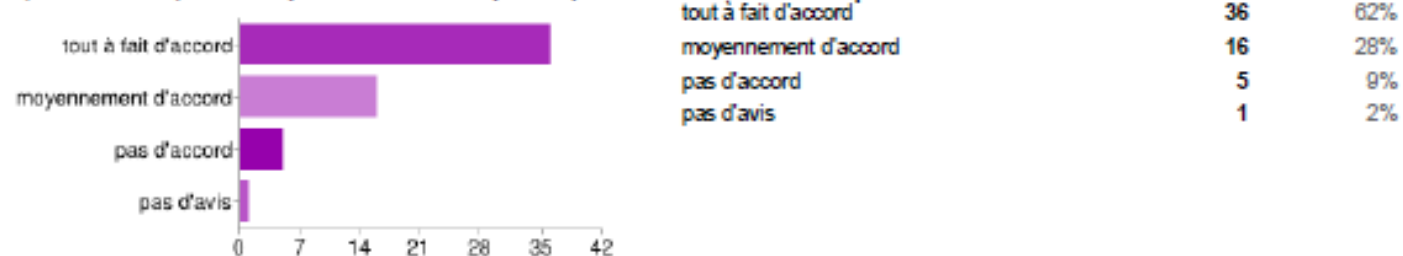 tout à fait d'accord
moyennement d'accord
pas d'accord
pas d'avis
0 7 14 21 28 35 42
tout à fait d'accord 36 62%
moyennement d'accord 16 28%
pas d'accord 5 9%
pas d'avis 1 2%